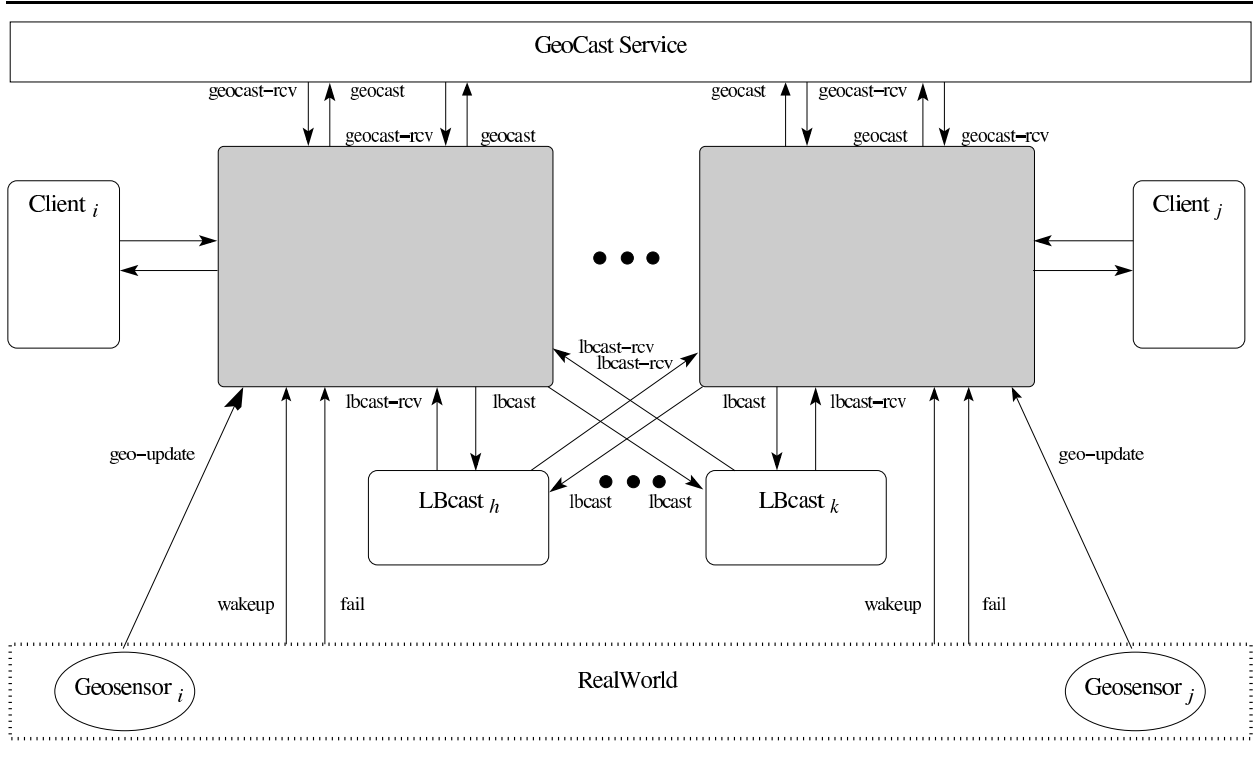 GeoCast Service
geocast-rcv geocast geocast geocast-rcv
geocast-rcv geocast geocast geocast-rcv
Client i Client j
lbcast-rcv
lbcast-rcv
lbcast-rcv lbcast lbcast lbcast-rcv
geo-update geo-update
LBcast h LBcast k
lbcast lbcast
wakeup fail wakeup fail
RealWorld
Geosensor i Geosensor j